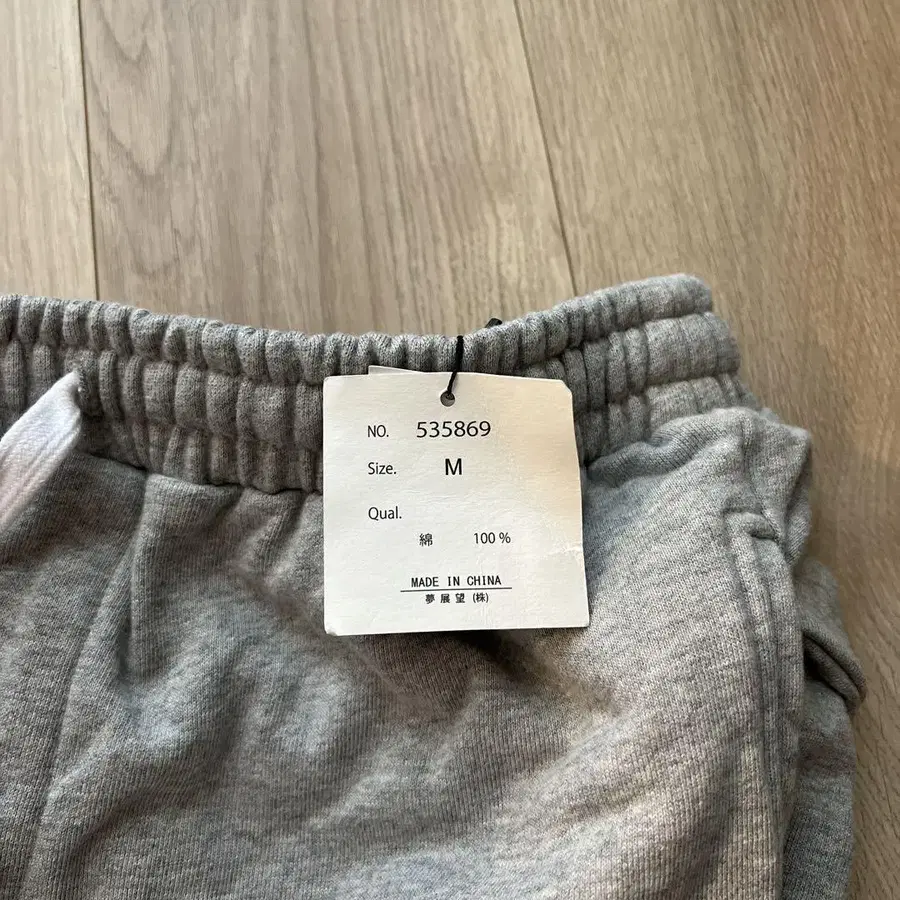 NO. 535869
Size. M
Qual.
綿 100 %
MADE IN CHINA
夢展望 (株)